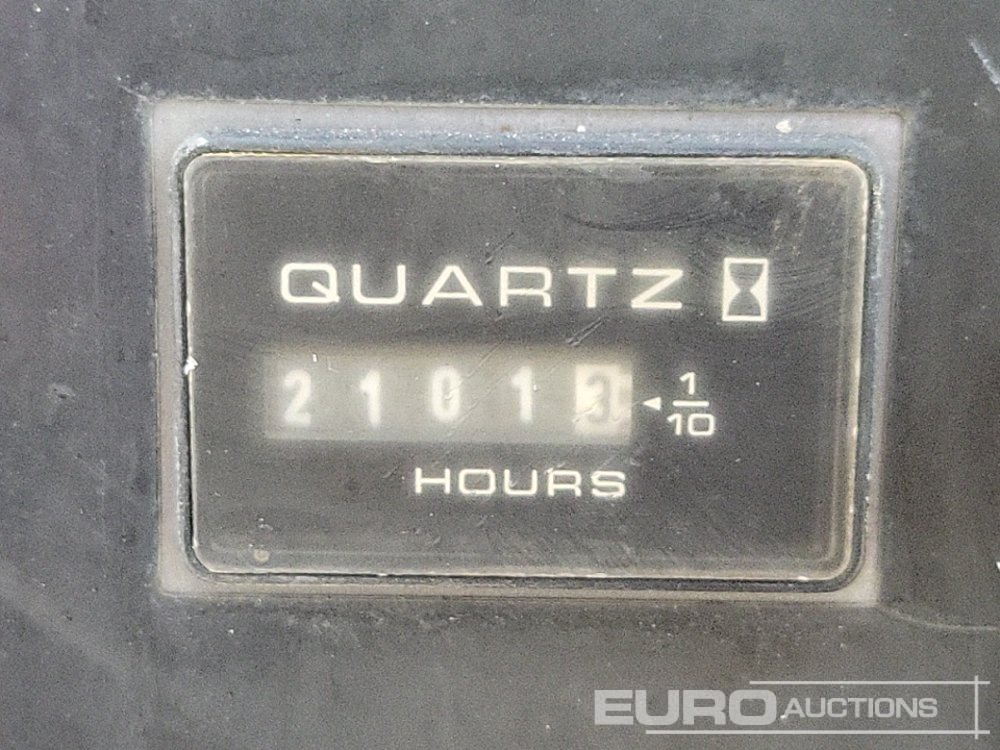 QUARTZ
2101
1/10
HOURS
EURO AUCTIONS